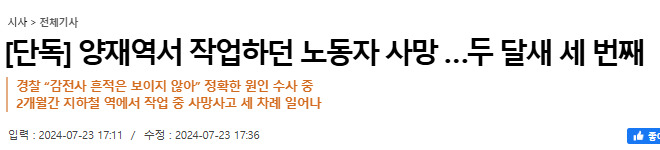 시사 > 전체기사
[단독] 양재역서 작업하던 노동자 사망 …두 달새 세 번째
경찰 “감전사 흔적은 보이지 않아” 정확한 원인 수사 중
2개월간 지하철 역에서 작업 중 사망사고 세 차례 일어나
입력 : 2024-07-23 17:11 / 수정 : 2024-07-23 17:36